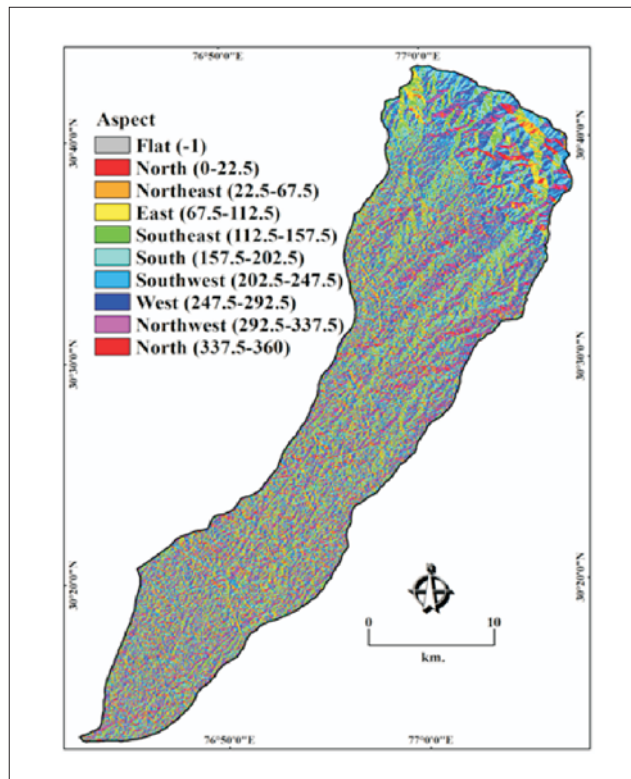 76°50'0"E 77°0'0"E
Aspect
Flat (-1)
North (0-22.5)
Northeast (22.5-67.5)
East (67.5-112.5)
Southeast (112.5-157.5)
South (157.5-202.5)
Southwest (202.5-247.5)
West (247.5-292.5)
Northwest (292.5-337.5)
North (337.5-360)
30°40'0"N
30°40'0"N
30°30'0"N
30°30'0"N
30°20'0"N
30°20'0"N
0 10
km.
76°50'0"E 77°0'0"E